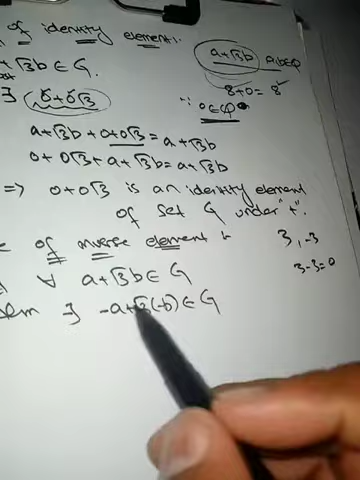 of identity element :
a+√3b a,b∈Q
+√3b ∈ G.
8+0=8
∃ 0+0√3
∵ 0∈Q
a+√3b + 0+0√3 = a+√3b
0+0√3 + a+√3b = a+√3b
=> 0+0√3 is an identity element
of set G under "+".
of inverse element :-
3, -3
∀ a+√3b ∈ G
3-3=0
∃ -a+√3(-b) ∈ G